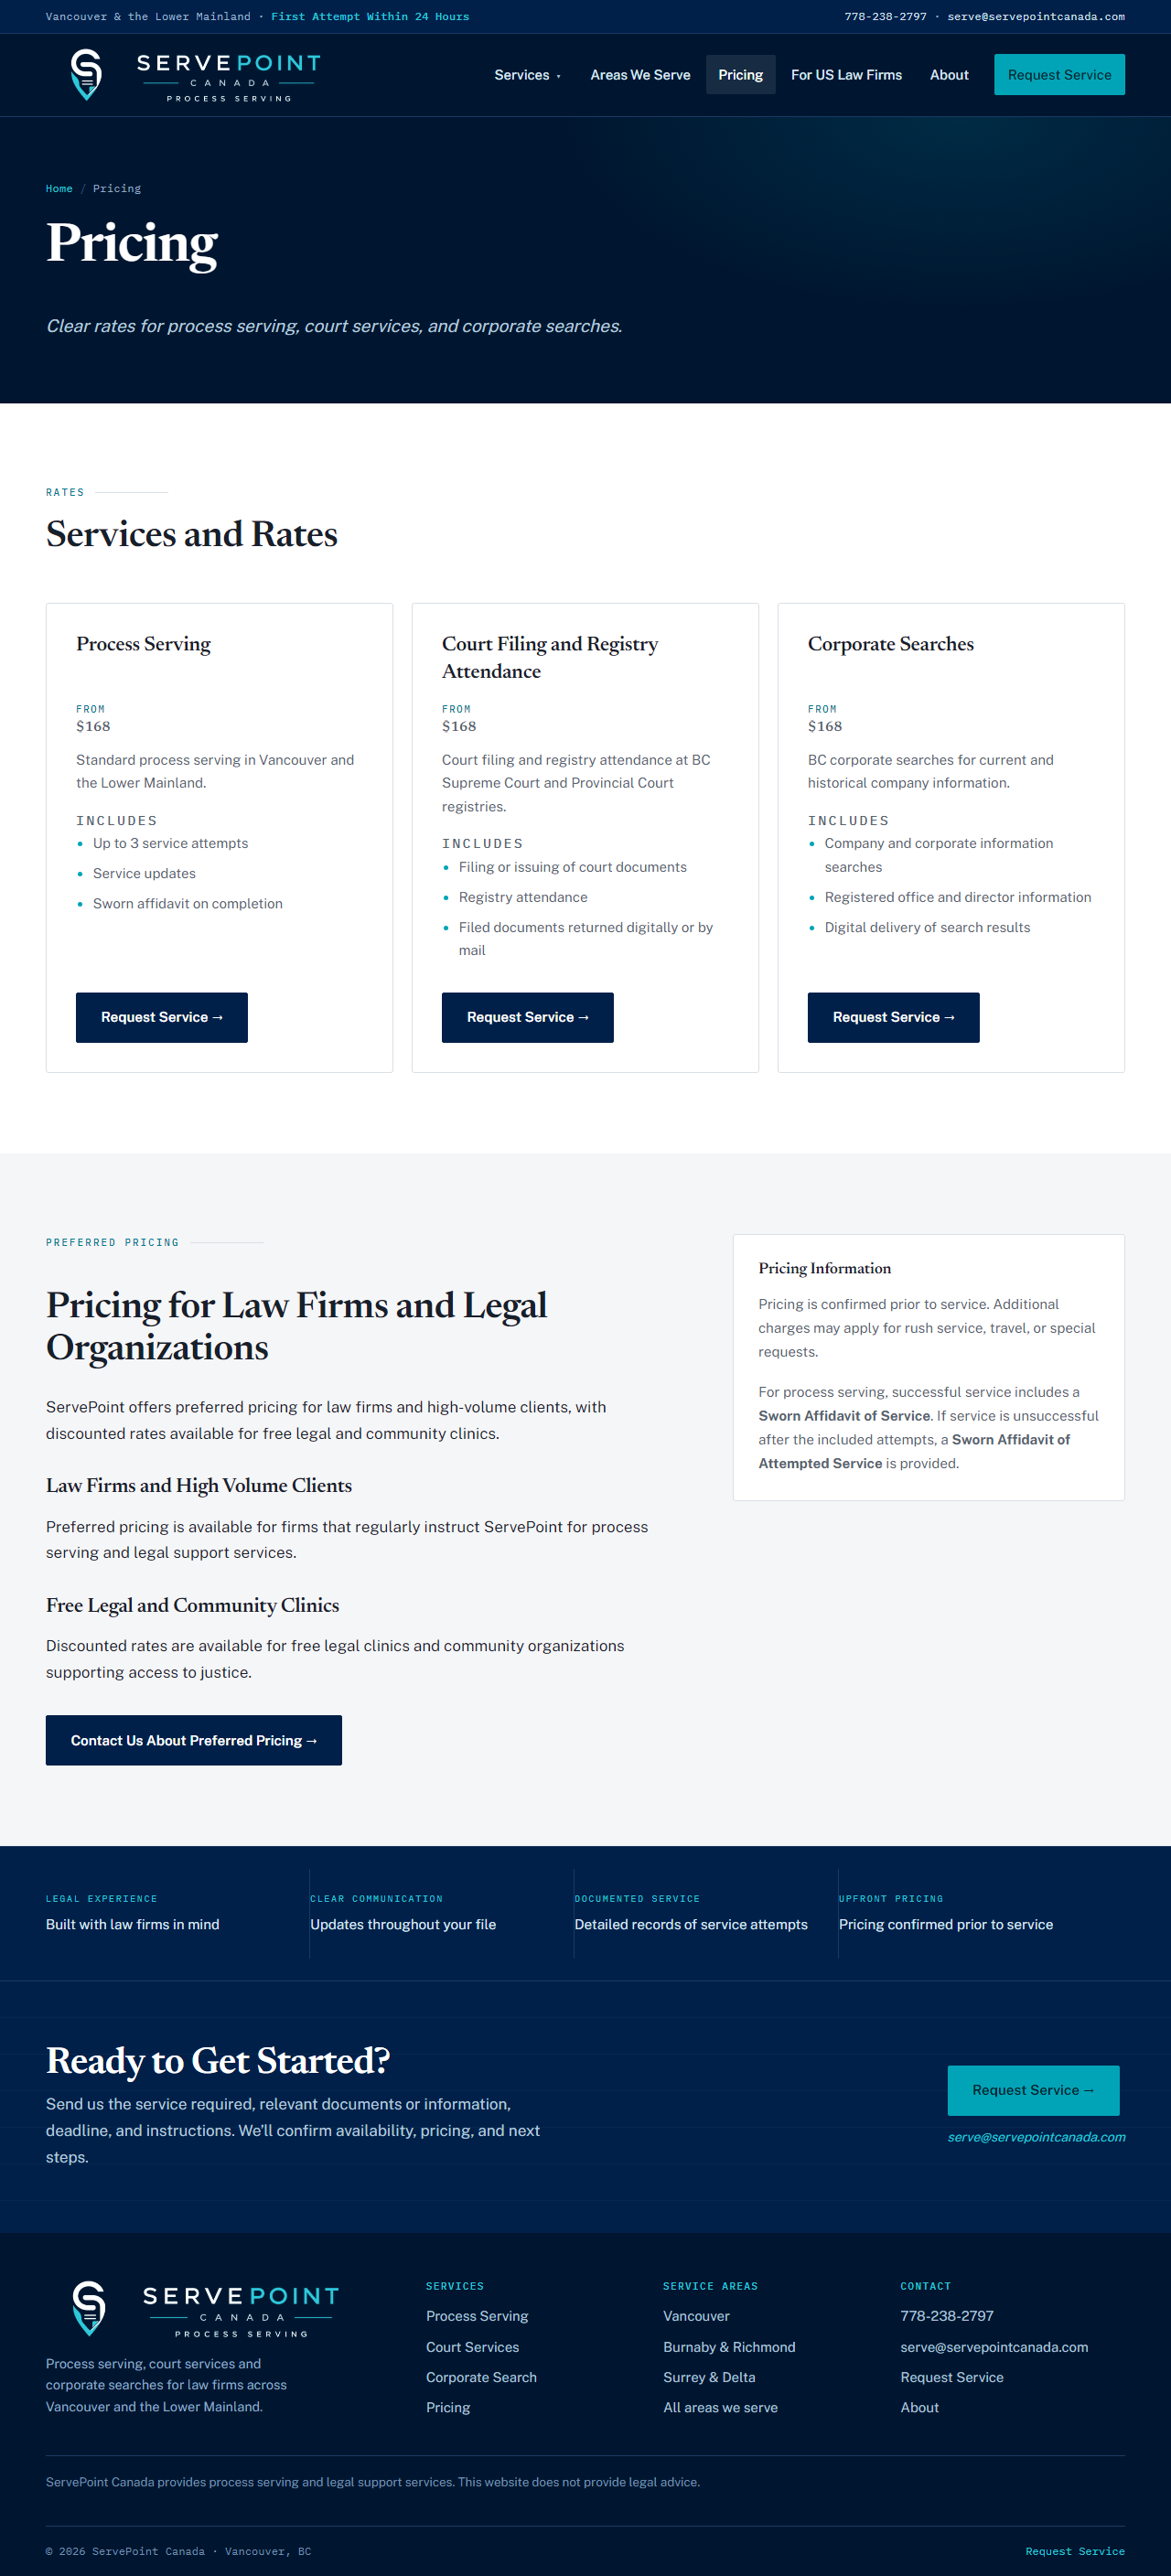 Vancouver & the Lower Mainland · First Attempt Within 24 Hours
778-238-2797 · serve@servepointcanada.com
SERVEPOINT
CANADA
PROCESS SERVING
Services ▾
Areas We Serve
Pricing
For US Law Firms
About
Request Service
Home / Pricing
Pricing
Clear rates for process serving, court services, and corporate searches.
RATES
Services and Rates
Process Serving
FROM
$168
Standard process serving in Vancouver and
the Lower Mainland.
INCLUDES
• Up to 3 service attempts
• Service updates
• Sworn affidavit on completion
Request Service →
Court Filing and Registry
Attendance
FROM
$168
Court filing and registry attendance at BC
Supreme Court and Provincial Court
registries.
INCLUDES
• Filing or issuing of court documents
• Registry attendance
• Filed documents returned digitally or by
mail
Request Service →
Corporate Searches
FROM
$168
BC corporate searches for current and
historical company information.
INCLUDES
• Company and corporate information
searches
• Registered office and director information
• Digital delivery of search results
Request Service →
PREFERRED PRICING
Pricing for Law Firms and Legal
Organizations
ServePoint offers preferred pricing for law firms and high-volume clients, with
discounted rates available for free legal and community clinics.
Law Firms and High Volume Clients
Preferred pricing is available for firms that regularly instruct ServePoint for process
serving and legal support services.
Free Legal and Community Clinics
Discounted rates are available for free legal clinics and community organizations
supporting access to justice.
Contact Us About Preferred Pricing →
Pricing Information
Pricing is confirmed prior to service. Additional
charges may apply for rush service, travel, or special
requests.
For process serving, successful service includes a
Sworn Affidavit of Service. If service is unsuccessful
after the included attempts, a Sworn Affidavit of
Attempted Service is provided.
LEGAL EXPERIENCE
Built with law firms in mind
CLEAR COMMUNICATION
Updates throughout your file
DOCUMENTED SERVICE
Detailed records of service attempts
UPFRONT PRICING
Pricing confirmed prior to service
Ready to Get Started?
Send us the service required, relevant documents or information,
deadline, and instructions. We'll confirm availability, pricing, and next
steps.
Request Service →
serve@servepointcanada.com
SERVEPOINT
CANADA
PROCESS SERVING
Process serving, court services and
corporate searches for law firms across
Vancouver and the Lower Mainland.
SERVICES
Process Serving
Court Services
Corporate Search
Pricing
SERVICE AREAS
Vancouver
Burnaby & Richmond
Surrey & Delta
All areas we serve
CONTACT
778-238-2797
serve@servepointcanada.com
Request Service
About
ServePoint Canada provides process serving and legal support services. This website does not provide legal advice.
© 2026 ServePoint Canada · Vancouver, BC
Request Service